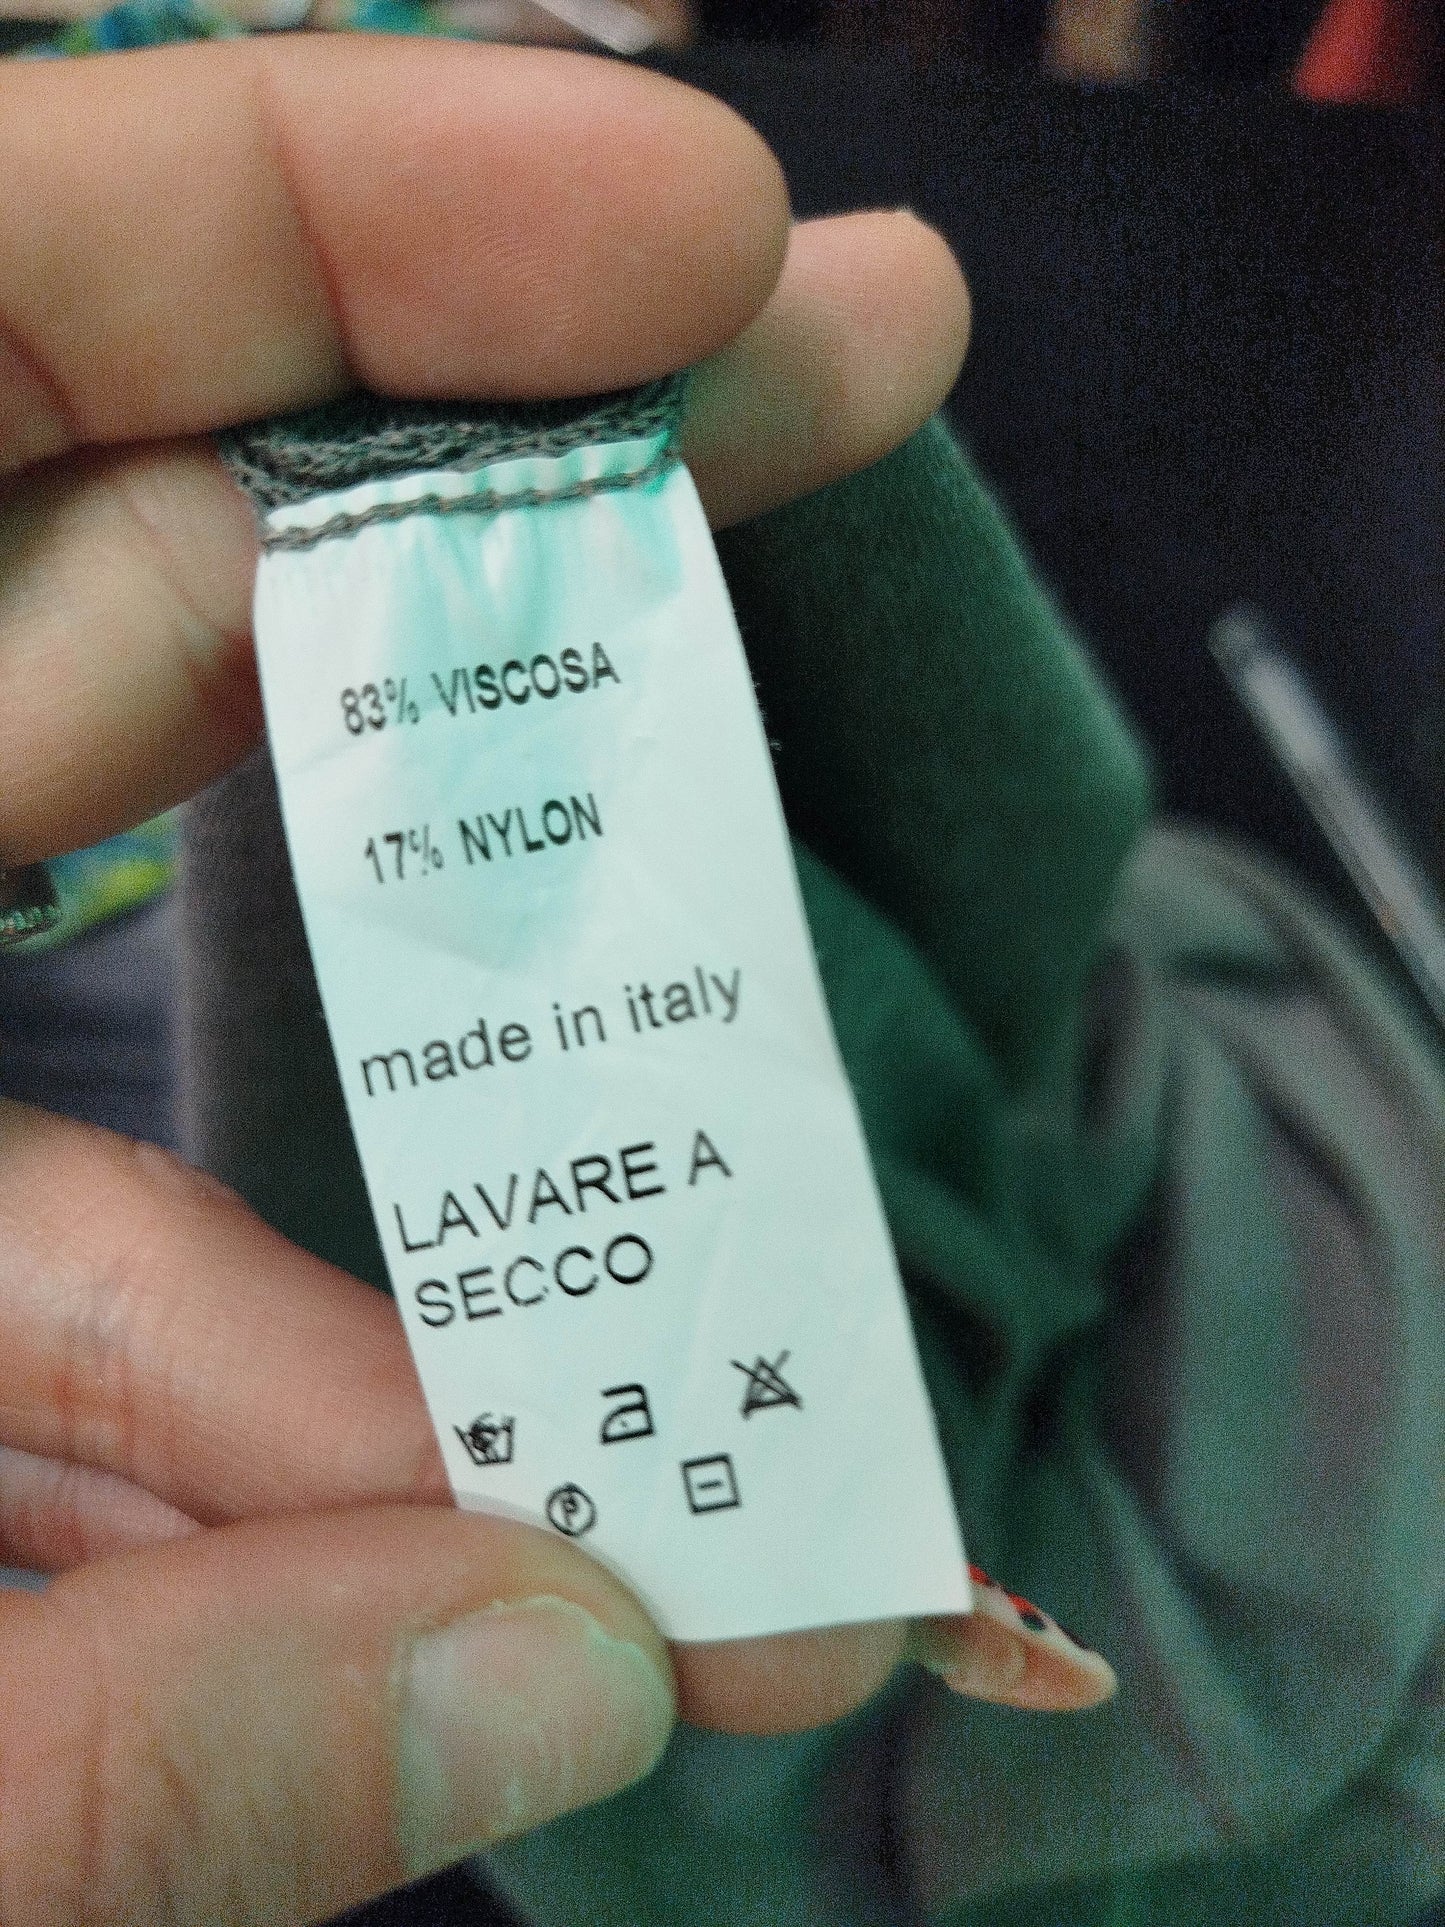 83% VISCOSA
17% NYLON
made in italy
LAVARE A
SECCO
P